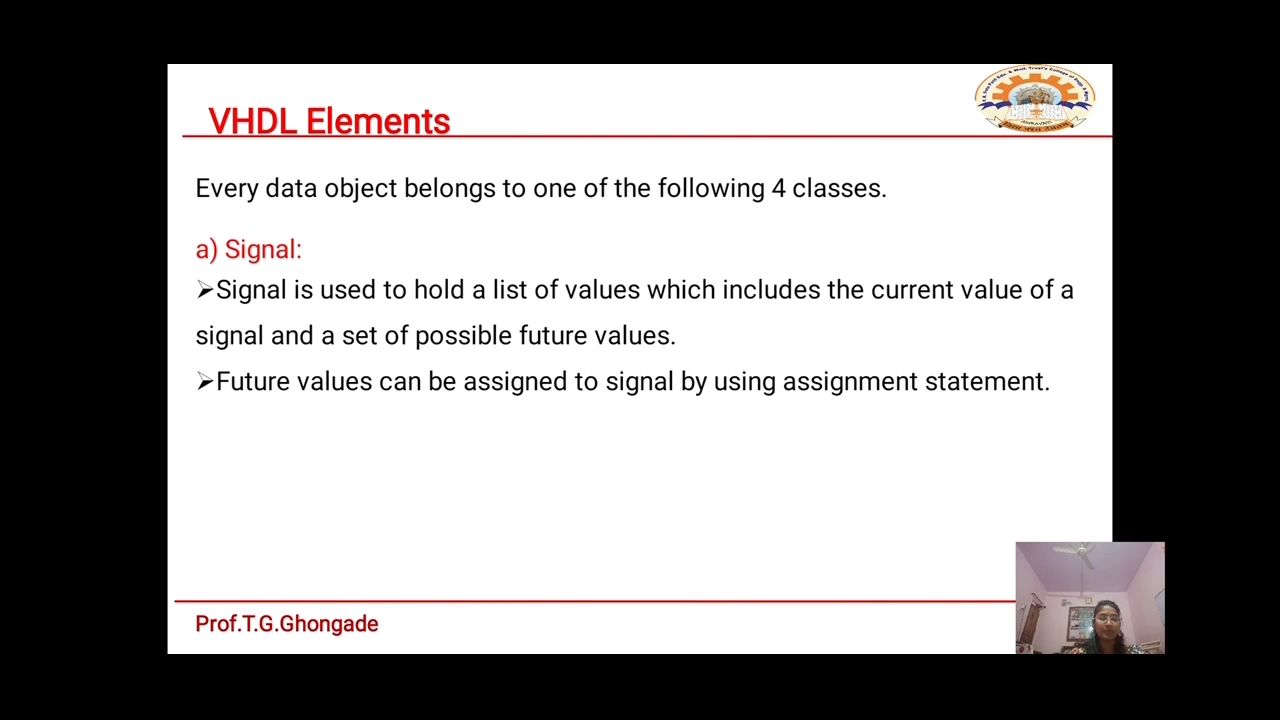 VHDL Elements
Every data object belongs to one of the following 4 classes.
a) Signal:
➢Signal is used to hold a list of values which includes the current value of a
signal and a set of possible future values.
➢Future values can be assigned to signal by using assignment statement.
Prof.T.G.Ghongade